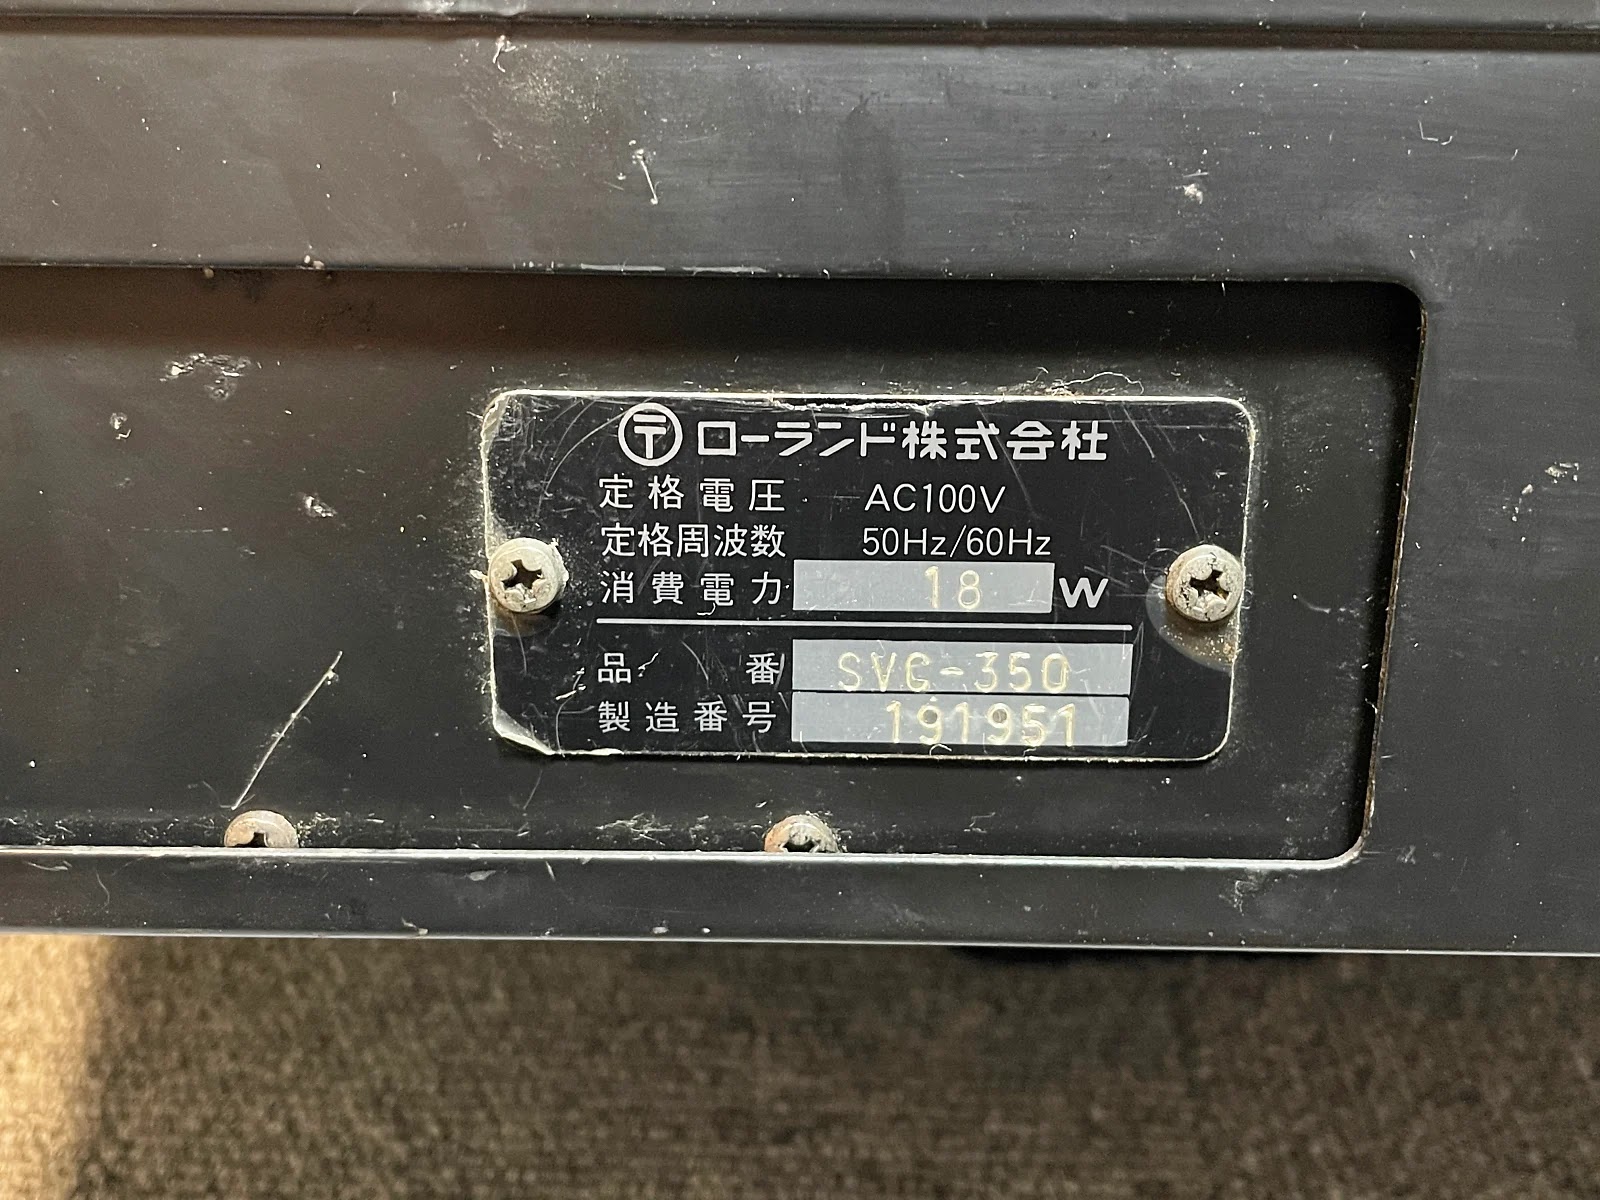 〒ローランド株式会社
定格電圧 AC100V
定格周波数 50Hz/60Hz
消費電力 18 W
品番 SVC-350
製造番号 191951